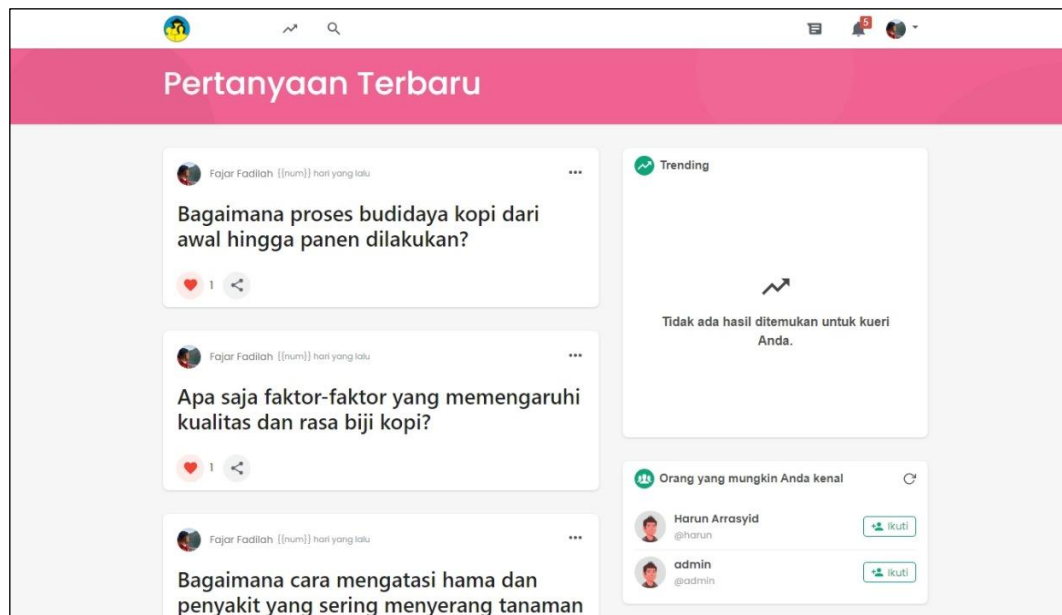 5
Pertanyaan Terbaru
Fajar Fadilah {{num}} hari yang lalu
Bagaimana proses budidaya kopi dari
awal hingga panen dilakukan?
1
Fajar Fadilah {{num}} hari yang lalu
Apa saja faktor-faktor yang memengaruhi
kualitas dan rasa biji kopi?
1
Fajar Fadilah {{num}} hari yang lalu
Bagaimana cara mengatasi hama dan
penyakit yang sering menyerang tanaman
Trending
Tidak ada hasil ditemukan untuk kueri
Anda.
Orang yang mungkin Anda kenal
Harun Arrasyid
@harun
Ikuti
admin
@admin
Ikuti